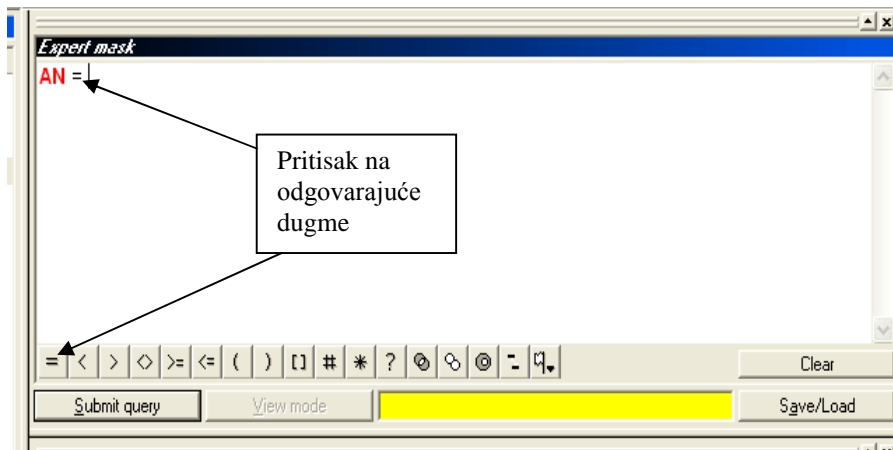 Expert mask
AN =
Pritisak na
odgovarajuće
dugme
= < > <> >= <= ( ) [] # * ?
Clear
Submit query View mode Save/Load